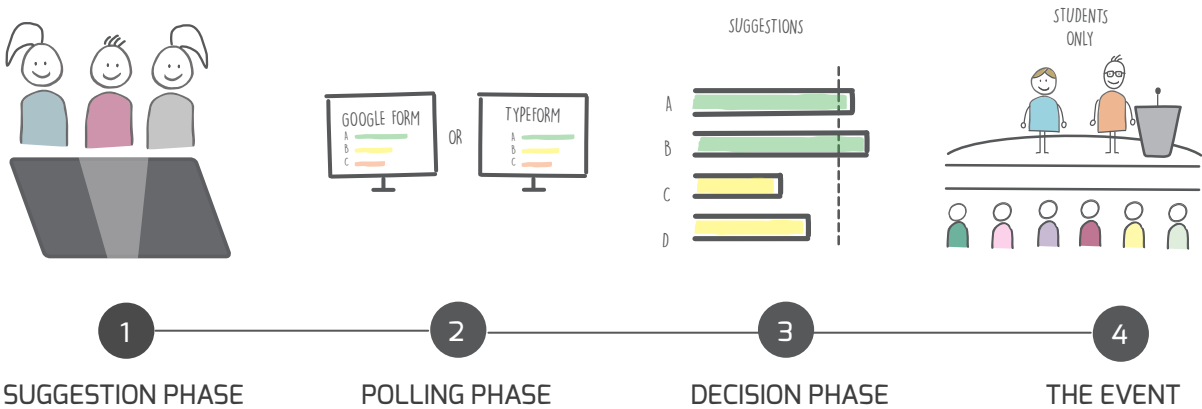 SUGGESTIONS
STUDENTS
ONLY
GOOGLE FORM
A
B
C
OR
TYPEFORM
A
B
C
A
B
C
D
1
2
3
4
SUGGESTION PHASE
POLLING PHASE
DECISION PHASE
THE EVENT